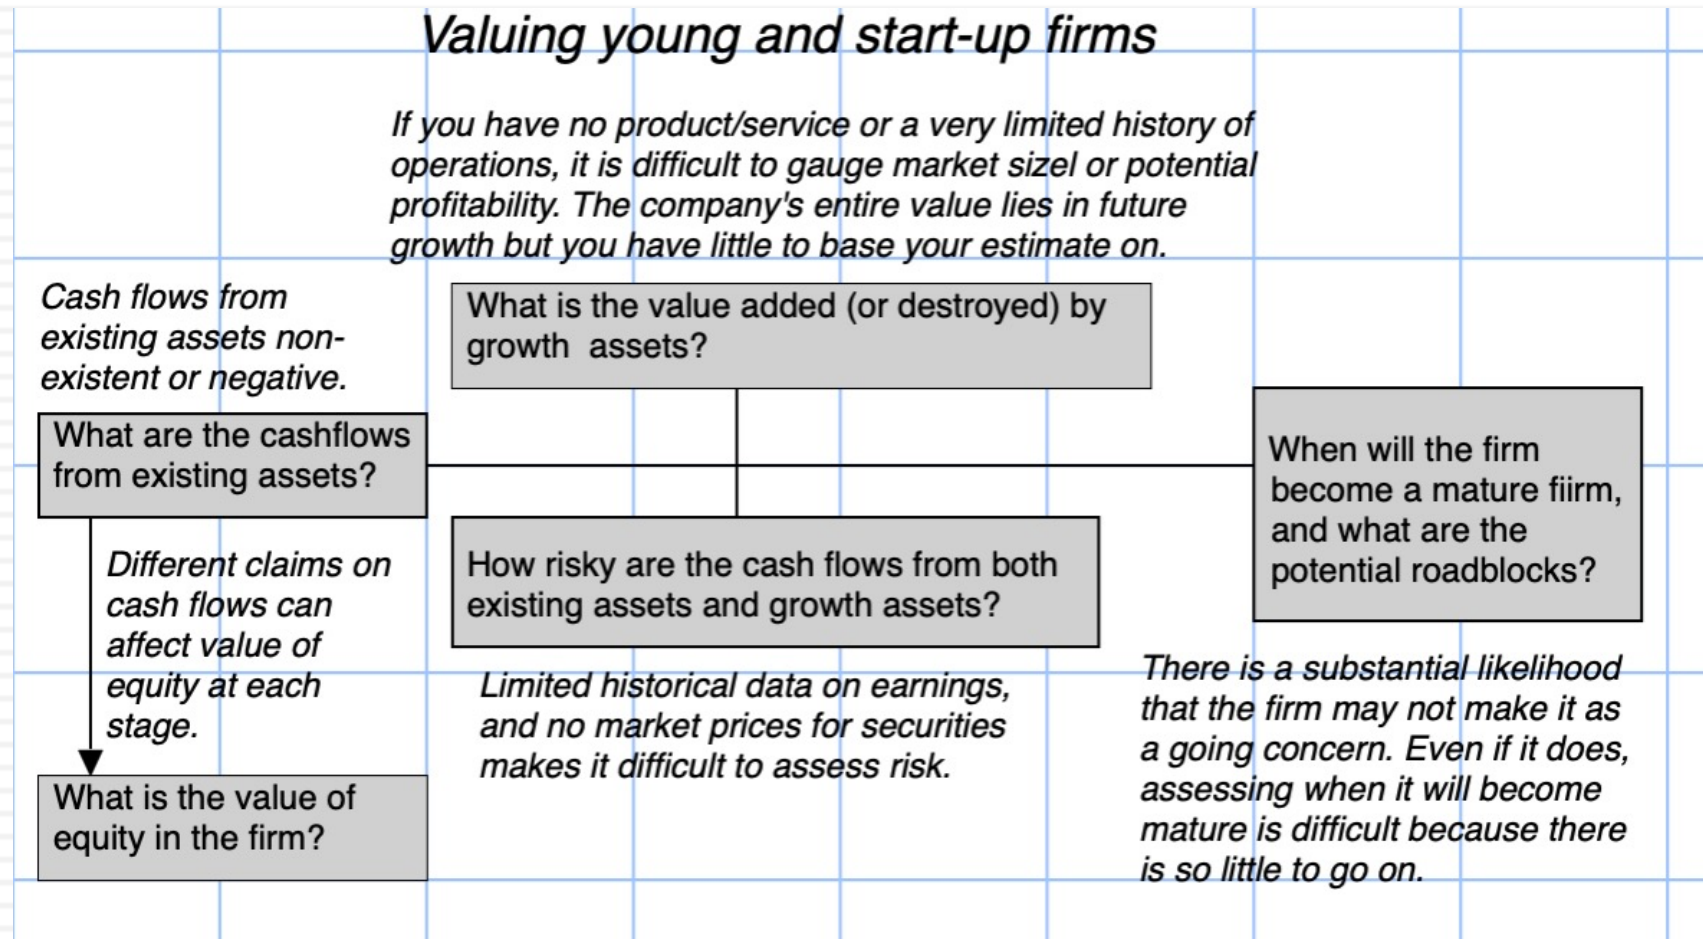 Valuing young and start-up firms
If you have no product/service or a very limited history of
operations, it is difficult to gauge market sizel or potential
profitability. The company's entire value lies in future
growth but you have little to base your estimate on.
Cash flows from
existing assets non-
existent or negative.
What is the value added (or destroyed) by
growth  assets?
What are the cashflows
from existing assets?
When will the firm
become a mature fiirm,
and what are the
potential roadblocks?
Different claims on
cash flows can
affect value of
equity at each
stage.
How risky are the cash flows from both
existing assets and growth assets?
Limited historical data on earnings,
and no market prices for securities
makes it difficult to assess risk.
There is a substantial likelihood
that the firm may not make it as
a going concern. Even if it does,
assessing when it will become
mature is difficult because there
is so little to go on.
What is the value of
equity in the firm?